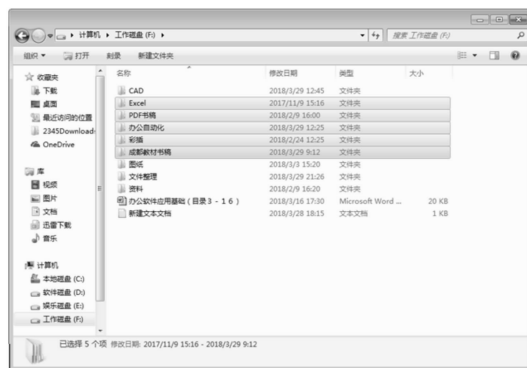 计算机 ▸ 工作磁盘 (F:) ▸
搜索 工作磁盘 (F:)
组织 ▼ 打开 刻录 新建文件夹
名称 修改日期 类型 大小
收藏夹
下载
桌面
最近访问的位置
2345Download
OneDrive
库
视频
图片
文档
迅雷下载
音乐
计算机
本地磁盘 (C:)
软件磁盘 (D:)
娱乐磁盘 (E:)
工作磁盘 (F:)
CAD 2018/3/29 12:45 文件夹
Excel 2017/11/9 15:16 文件夹
PDF书稿 2018/2/9 16:00 文件夹
办公自动化 2018/3/29 12:25 文件夹
彩插 2018/2/24 12:25 文件夹
成都教材书稿 2018/3/29 9:12 文件夹
图纸 2018/3/3 15:20 文件夹
文件整理 2018/3/29 21:26 文件夹
资料 2018/2/9 16:20 文件夹
办公软件应用基础（目录3-16） 2018/3/16 17:30 Microsoft Word ... 20 KB
新建文本文档 2018/3/28 18:15 文本文档 1 KB
已选择 5 个项 修改日期: 2017/11/9 15:16 - 2018/3/29 9:12